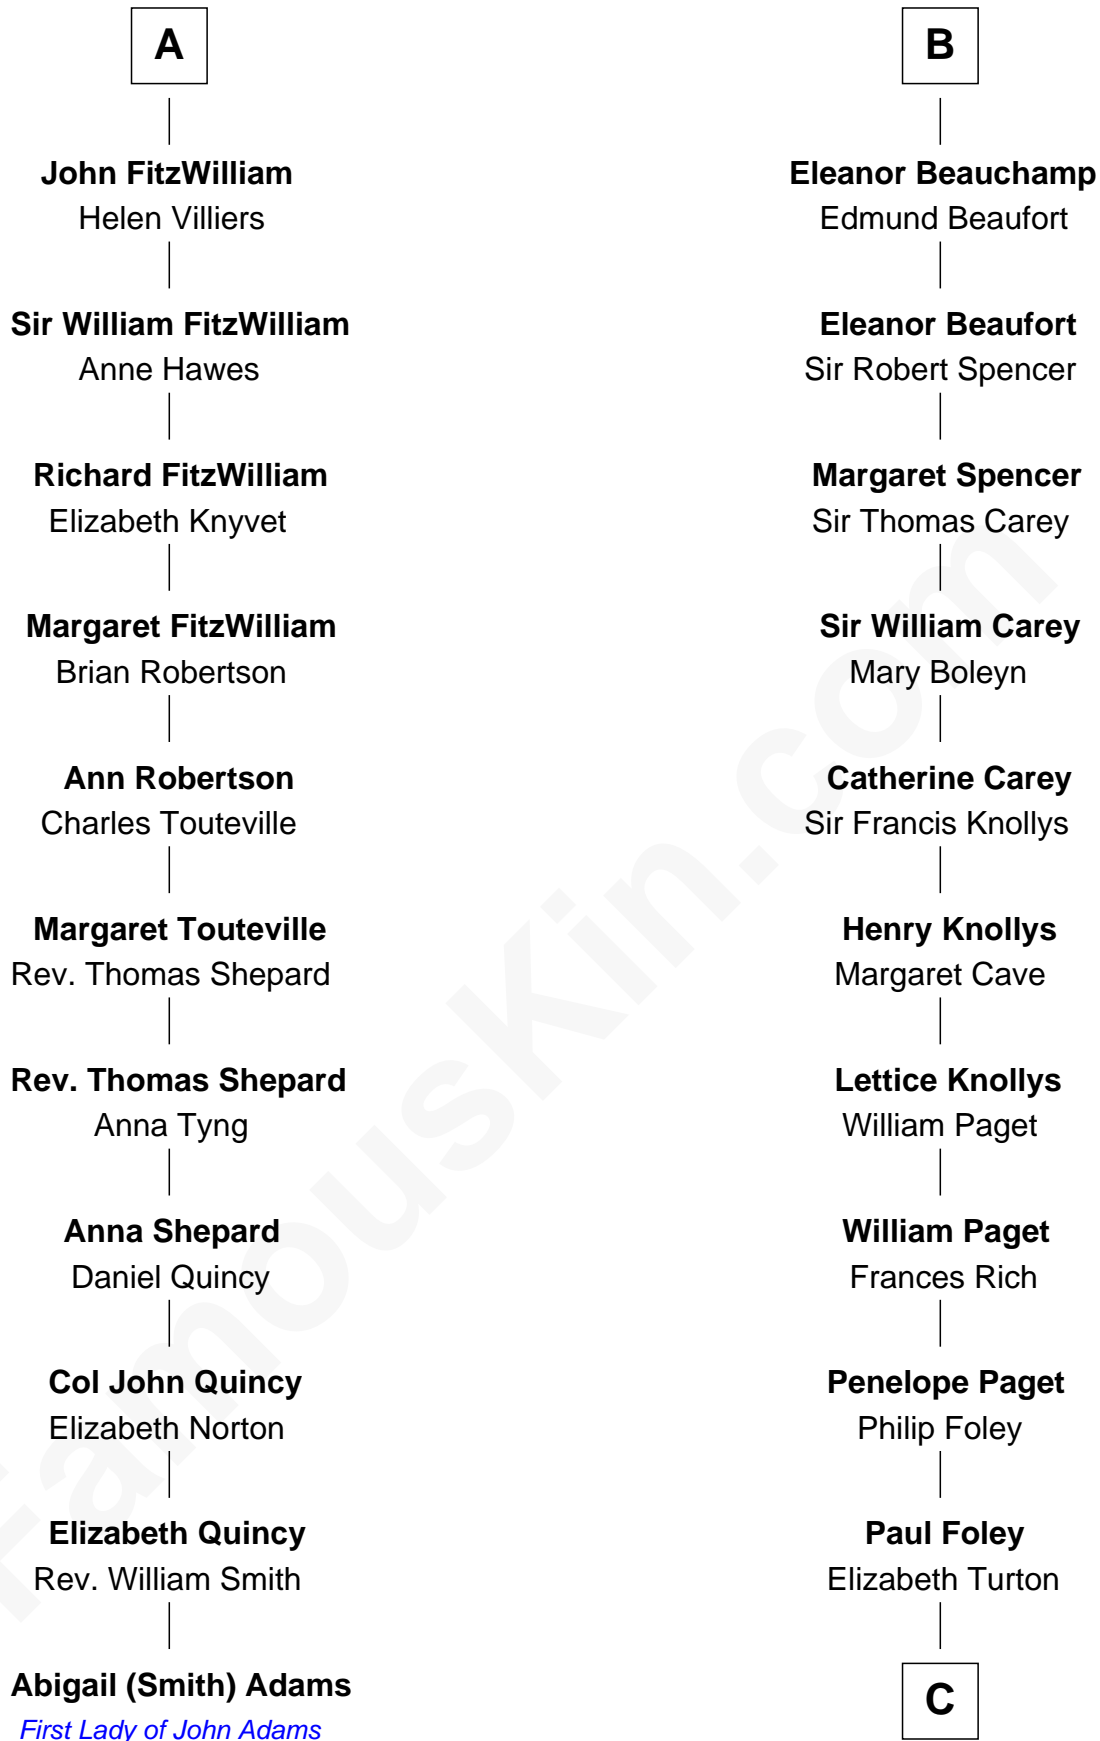 A
John FitzWilliam
Helen Villiers
Sir William FitzWilliam
Anne Hawes
Richard FitzWilliam
Elizabeth Knyvet
Margaret FitzWilliam
Brian Robertson
Ann Robertson
Charles Touteville
Margaret Touteville
Rev. Thomas Shepard
Rev. Thomas Shepard
Anna Tyng
Anna Shepard
Daniel Quincy
Col John Quincy
Elizabeth Norton
Elizabeth Quincy
Rev. William Smith
Abigail (Smith) Adams
First Lady of John Adams
B
Eleanor Beauchamp
Edmund Beaufort
Eleanor Beaufort
Sir Robert Spencer
Margaret Spencer
Sir Thomas Carey
Sir William Carey
Mary Boleyn
Catherine Carey
Sir Francis Knollys
Henry Knollys
Margaret Cave
Lettice Knollys
William Paget
William Paget
Frances Rich
Penelope Paget
Philip Foley
Paul Foley
Elizabeth Turton
C
FamousKin.com